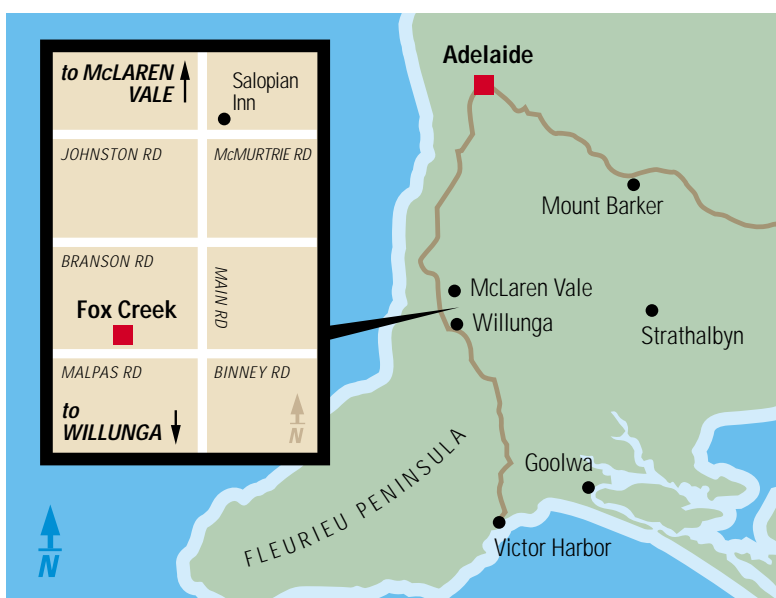 to McLAREN
VALE
Salopian
Inn
JOHNSTON RD
McMURTRIE RD
BRANSON RD
MAIN RD
Fox Creek
MALPAS RD
BINNEY RD
to
WILLUNGA
N
Adelaide
Mount Barker
McLaren Vale
Willunga
Strathalbyn
Goolwa
FLEURIEU PENINSULA
Victor Harbor
N